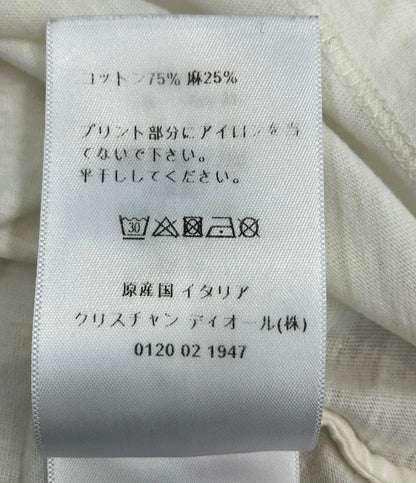 コットン75% 麻25%
プリント部分にアイロンを当
てないで下さい。
平干ししてください。
30
原産国 イタリア
クリスチャン ディオール(株)
0120 02 1947